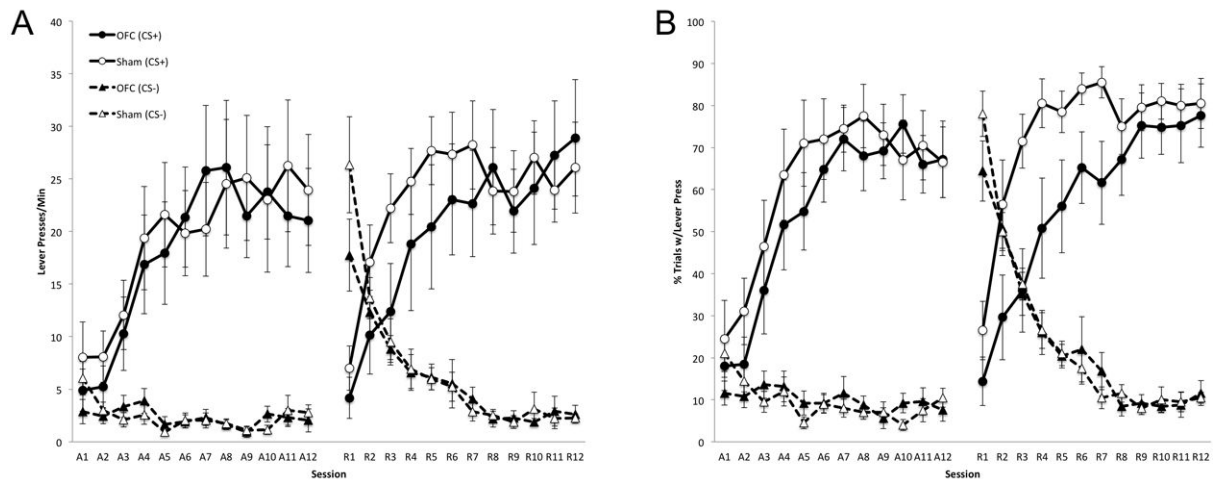 A
40
35
30
25
20
15
10
5
0
Lever Presses/Min
OFC (CS+)
Sham (CS+)
OFC (CS-)
Sham (CS-)
A1 A2 A3 A4 A5 A6 A7 A8 A9 A10 A11 A12 R1 R2 R3 R4 R5 R6 R7 R8 R9 R10 R11 R12
Session
B
100
90
80
70
60
50
40
30
20
10
0
% Trials w/Lever Press
A1 A2 A3 A4 A5 A6 A7 A8 A9 A10 A11 A12 R1 R2 R3 R4 R5 R6 R7 R8 R9 R10 R11 R12
Session